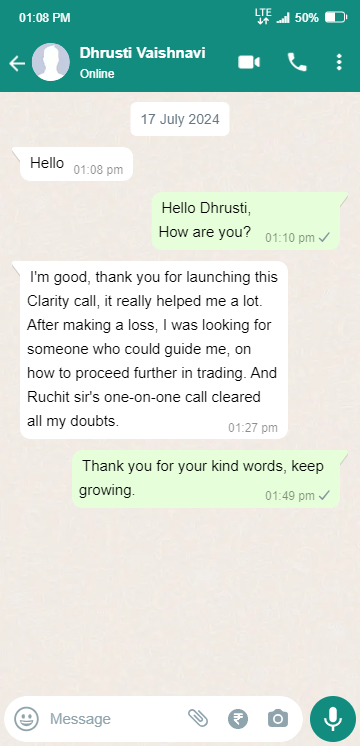 01:08 PM LTE 50%
Dhrusti Vaishnavi
Online
17 July 2024
Hello 01:08 pm
Hello Dhrusti,
How are you? 01:10 pm
I'm good, thank you for launching this
Clarity call, it really helped me a lot.
After making a loss, I was looking for
someone who could guide me, on
how to proceed further in trading. And
Ruchit sir's one-on-one call cleared
all my doubts. 01:27 pm
Thank you for your kind words, keep
growing. 01:49 pm
Message ₹